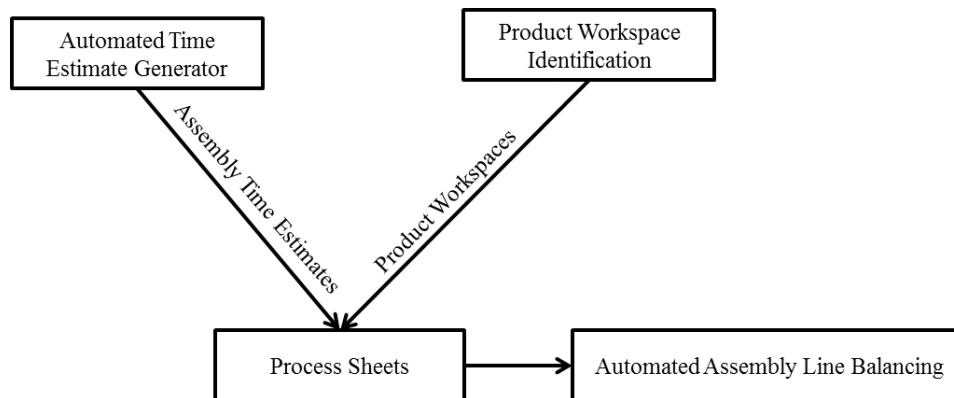 Automated Time
Estimate Generator
Product Workspace
Identification
Assembly Time Estimates
Product Workspaces
Process Sheets
Automated Assembly Line Balancing